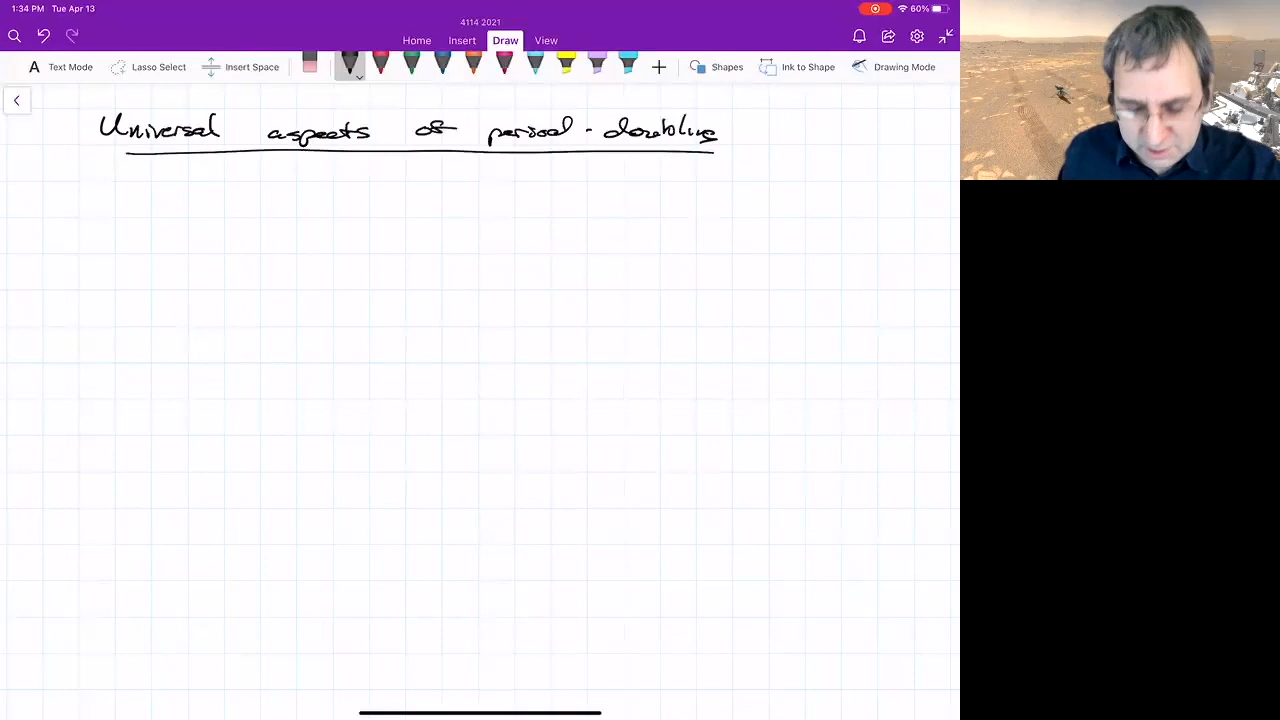 1:34 PM Tue Apr 13
60%
4114 2021
Home Insert Draw View
A Text Mode Lasso Select Insert Space Shapes Ink to Shape Drawing Mode
Universal aspects of period-doubling